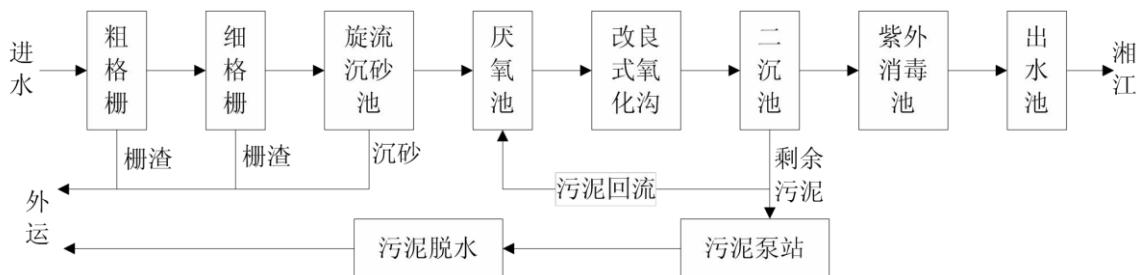 进水
粗格栅
细格栅
旋流沉砂池
厌氧池
改良式氧化沟
二沉池
紫外消毒池
出水池
湘江
栅渣
栅渣
沉砂
剩余污泥
污泥回流
外运
污泥脱水
污泥泵站